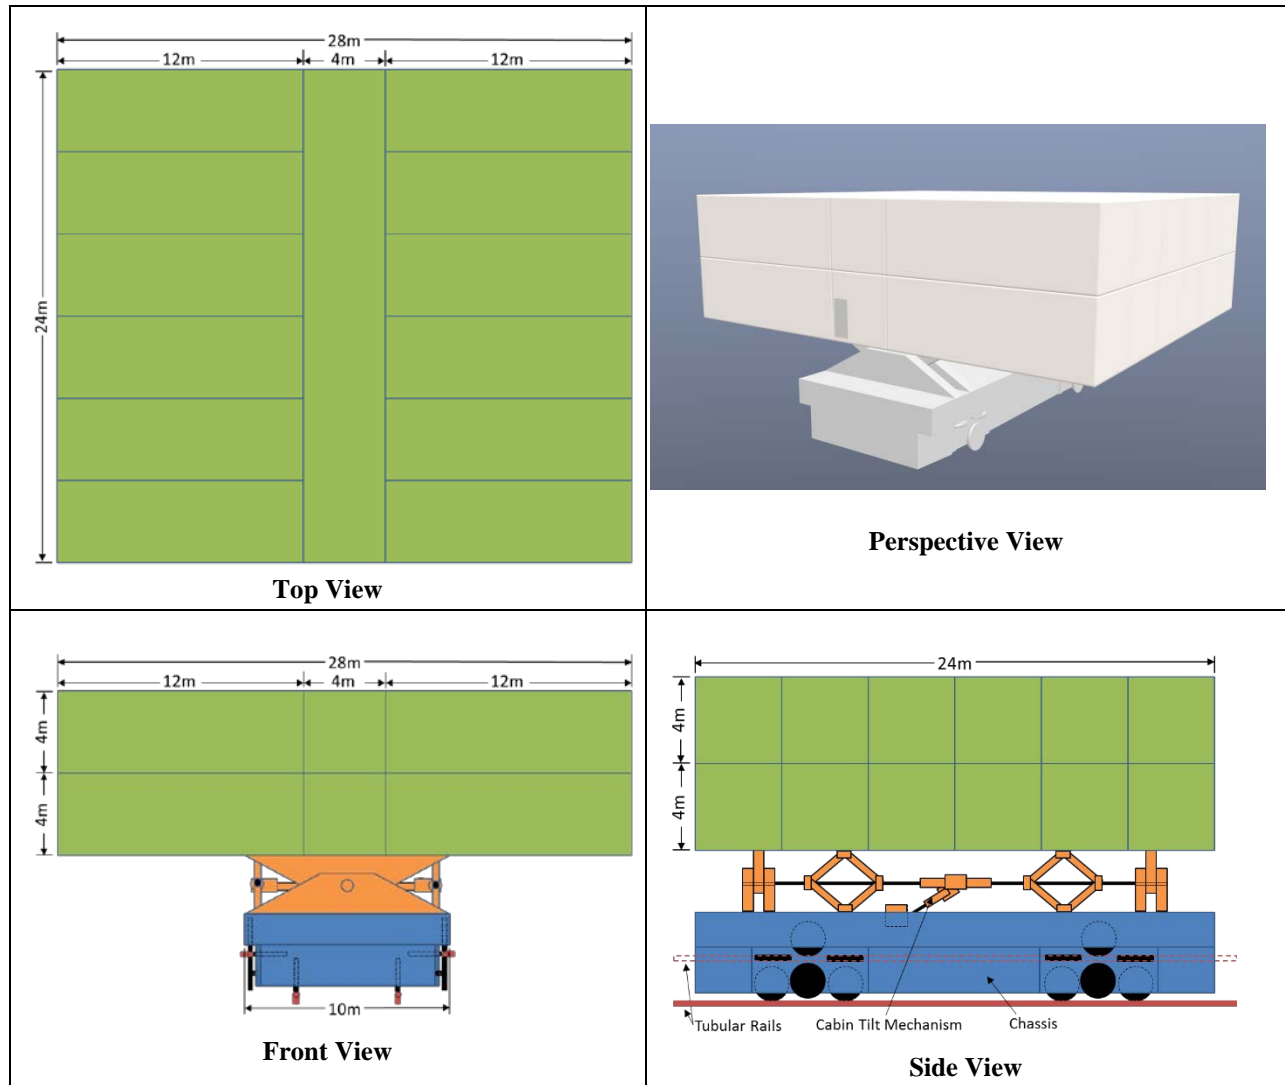 28m
12m 4m 12m
24m
Top View
Perspective View
28m
12m 4m 12m
4m
4m
10m
Front View
24m
4m
4m
Tubular Rails Cabin Tilt Mechanism Chassis
Side View